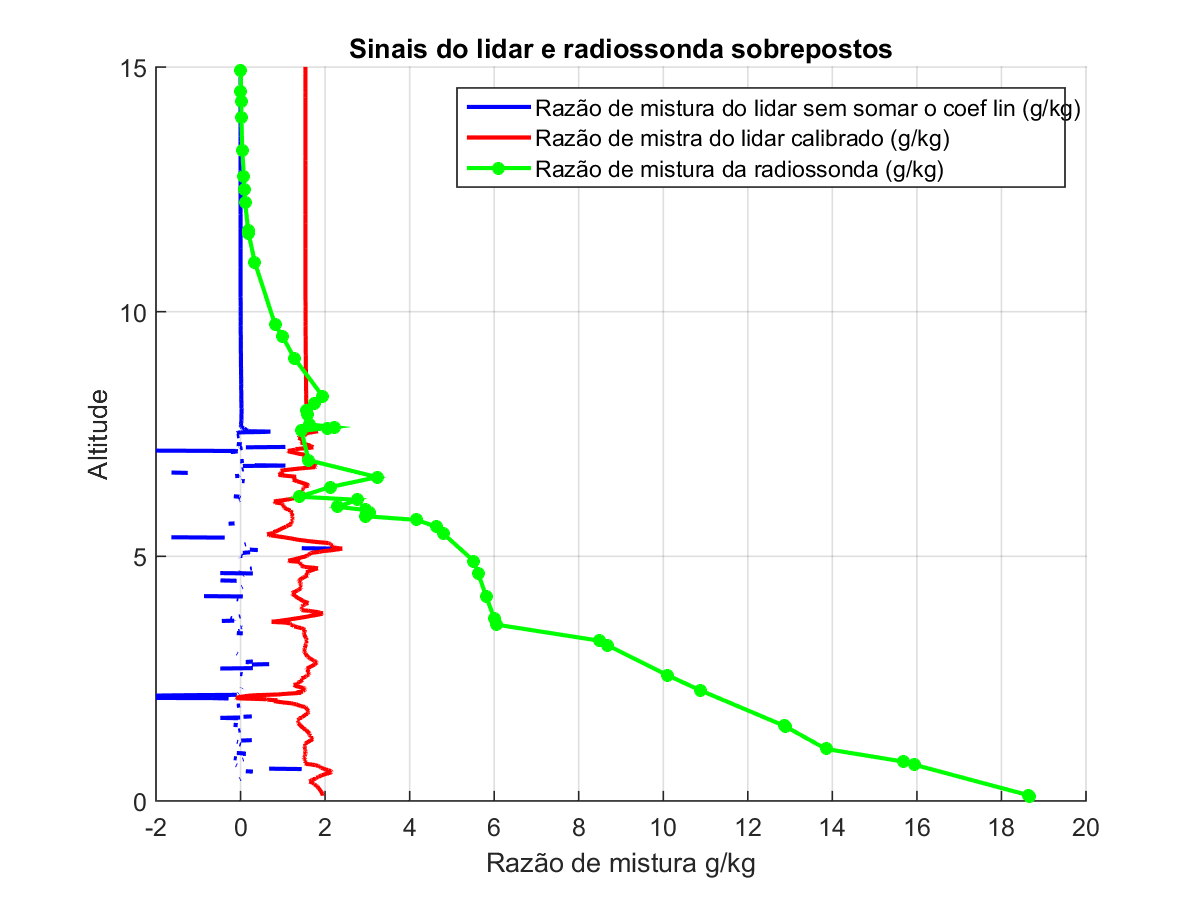 Sinais do lidar e radiossonda sobrepostos
Razão de mistura do lidar sem somar o coef lin (g/kg)
Razão de mistra do lidar calibrado (g/kg)
Razão de mistura da radiossonda (g/kg)
Altitude
15
10
5
0
-2 0 2 4 6 8 10 12 14 16 18 20
Razão de mistura g/kg